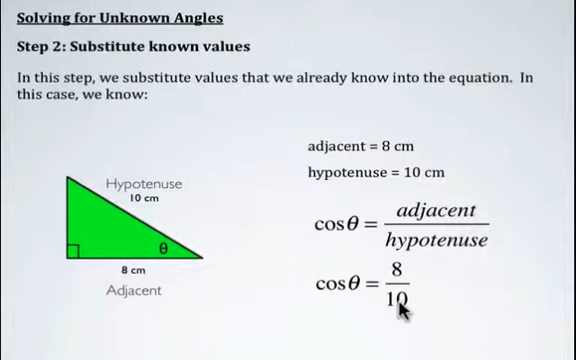 Solving for Unknown Angles
Step 2: Substitute known values
In this step, we substitute values that we already know into the equation. In
this case, we know:
adjacent = 8 cm
hypotenuse = 10 cm
Hypotenuse
10 cm
θ
8 cm
Adjacent
cosθ = adjacent/hypotenuse
cosθ = 8/10